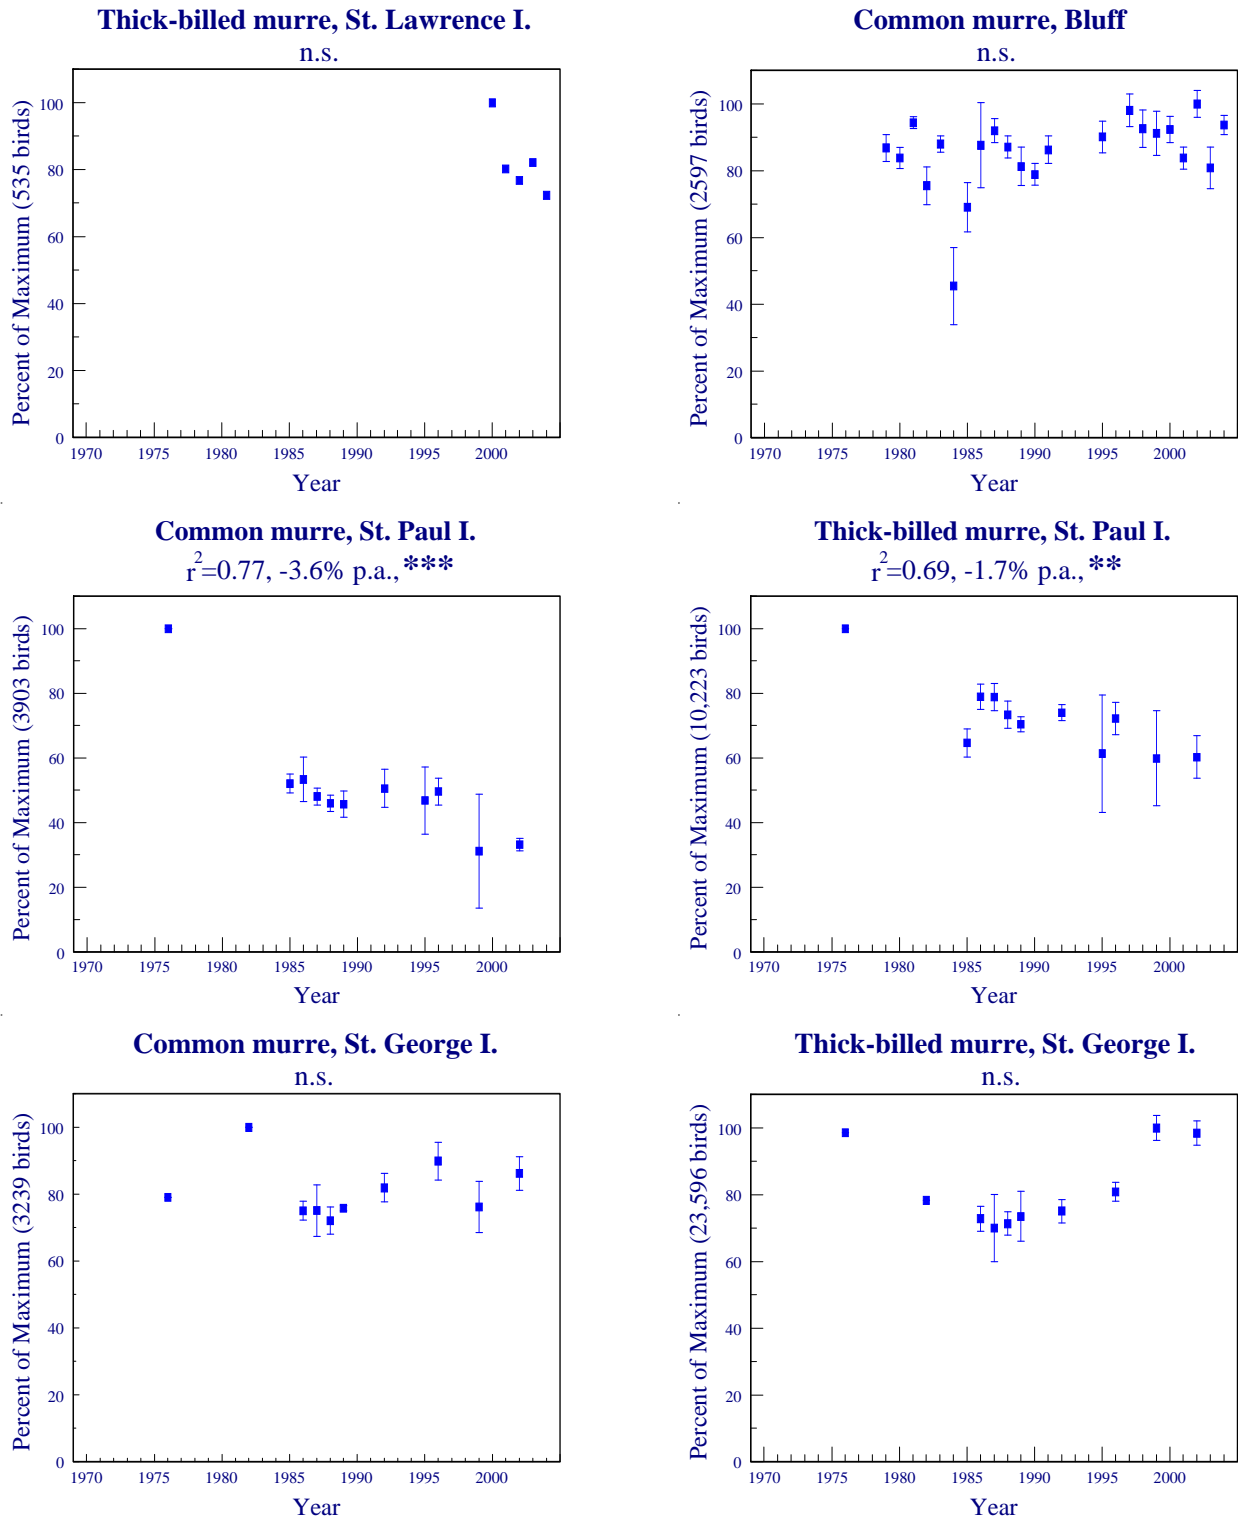 Thick-billed murre, St. Lawrence I.
n.s.
Percent of Maximum (535 birds)
100
80
60
40
20
0
1970 1975 1980 1985 1990 1995 2000
Year
Common murre, Bluff
n.s.
Percent of Maximum (2597 birds)
100
80
60
40
20
0
1970 1975 1980 1985 1990 1995 2000
Year
Common murre, St. Paul I.
r²=0.77, -3.6% p.a., ***
Percent of Maximum (3903 birds)
100
80
60
40
20
0
1970 1975 1980 1985 1990 1995 2000
Year
Thick-billed murre, St. Paul I.
r²=0.69, -1.7% p.a., **
Percent of Maximum (10,223 birds)
100
80
60
40
20
0
1970 1975 1980 1985 1990 1995 2000
Year
Common murre, St. George I.
n.s.
Percent of Maximum (3239 birds)
100
80
60
40
20
0
1970 1975 1980 1985 1990 1995 2000
Year
Thick-billed murre, St. George I.
n.s.
Percent of Maximum (23,596 birds)
100
80
60
40
20
0
1970 1975 1980 1985 1990 1995 2000
Year